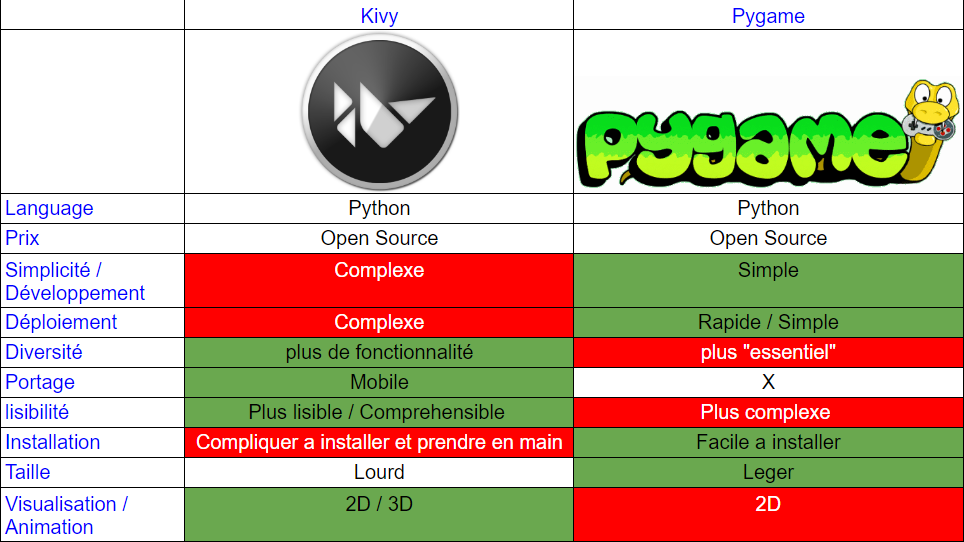 Kivy Pygame
pygame
Language Python Python
Prix Open Source Open Source
Simplicité / Complexe Simple
Développement
Déploiement Complexe Rapide / Simple
Diversité plus de fonctionnalité plus "essentiel"
Portage Mobile X
lisibilité Plus lisible / Comprehensible Plus complexe
Installation Compliquer a installer et prendre en main Facile a installer
Taille Lourd Leger
Visualisation / 2D / 3D 2D
Animation